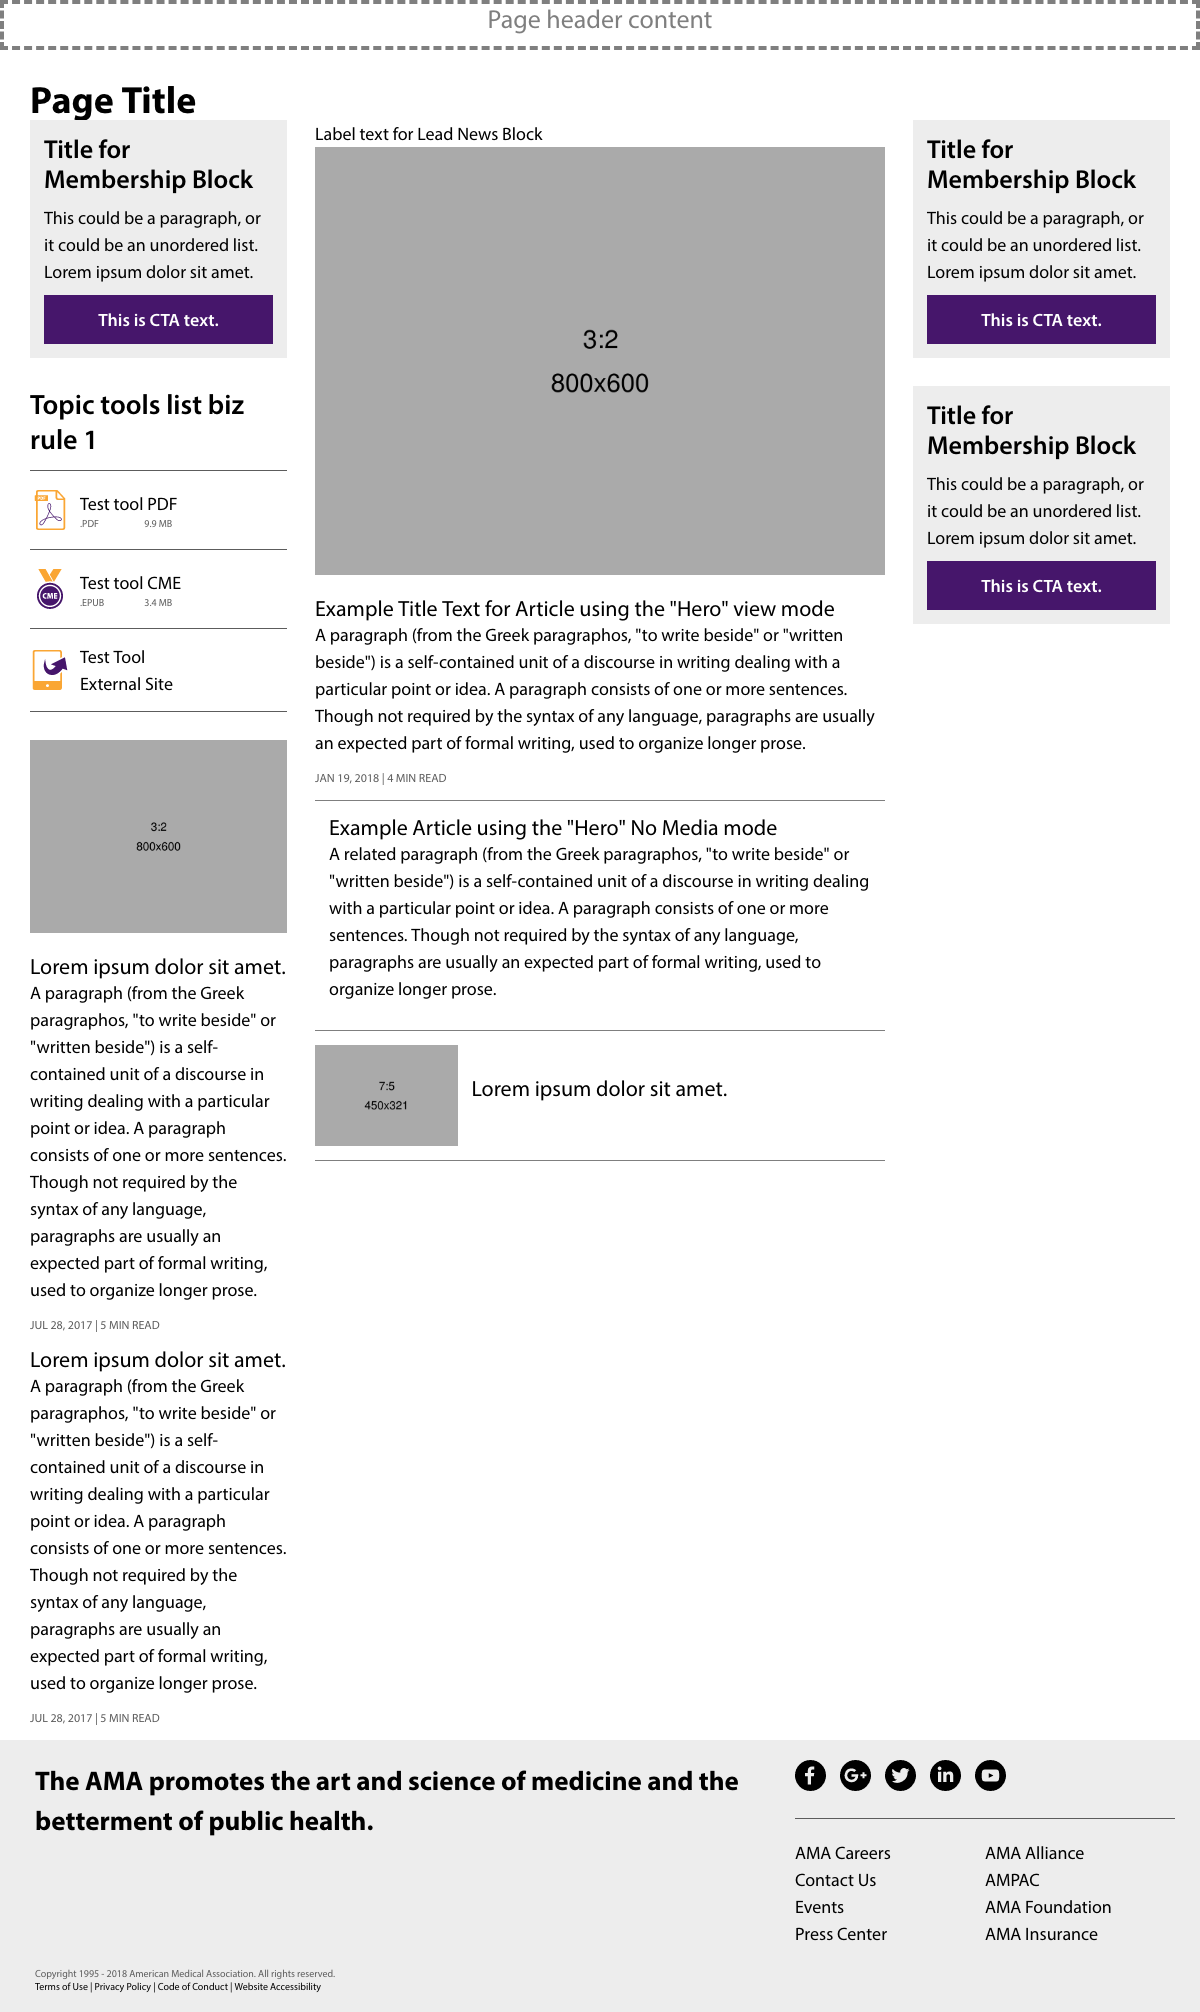 Page header content
Page Title
Title for
Membership Block
This could be a paragraph, or
it could be an unordered list.
Lorem ipsum dolor sit amet.
This is CTA text.
Topic tools list biz
rule 1
PDF
Test tool PDF
.PDF 9.9 MB
CME
Test tool CME
.EPUB 3.4 MB
Test Tool
External Site
3:2
800x600
Lorem ipsum dolor sit amet.
A paragraph (from the Greek
paragraphos, "to write beside" or
"written beside") is a self-
contained unit of a discourse in
writing dealing with a particular
point or idea. A paragraph
consists of one or more sentences.
Though not required by the
syntax of any language,
paragraphs are usually an
expected part of formal writing,
used to organize longer prose.
JUL 28, 2017 | 5 MIN READ
Lorem ipsum dolor sit amet.
A paragraph (from the Greek
paragraphos, "to write beside" or
"written beside") is a self-
contained unit of a discourse in
writing dealing with a particular
point or idea. A paragraph
consists of one or more sentences.
Though not required by the
syntax of any language,
paragraphs are usually an
expected part of formal writing,
used to organize longer prose.
JUL 28, 2017 | 5 MIN READ
Label text for Lead News Block
3:2
800x600
Example Title Text for Article using the "Hero" view mode
A paragraph (from the Greek paragraphos, "to write beside" or "written
beside") is a self-contained unit of a discourse in writing dealing with a
particular point or idea. A paragraph consists of one or more sentences.
Though not required by the syntax of any language, paragraphs are usually
an expected part of formal writing, used to organize longer prose.
JAN 19, 2018 | 4 MIN READ
Example Article using the "Hero" No Media mode
A related paragraph (from the Greek paragraphos, "to write beside" or
"written beside") is a self-contained unit of a discourse in writing dealing
with a particular point or idea. A paragraph consists of one or more
sentences. Though not required by the syntax of any language,
paragraphs are usually an expected part of formal writing, used to
organize longer prose.
7:5
450x321
Lorem ipsum dolor sit amet.
Title for
Membership Block
This could be a paragraph, or
it could be an unordered list.
Lorem ipsum dolor sit amet.
This is CTA text.
Title for
Membership Block
This could be a paragraph, or
it could be an unordered list.
Lorem ipsum dolor sit amet.
This is CTA text.
The AMA promotes the art and science of medicine and the
betterment of public health.
AMA Careers
Contact Us
Events
Press Center
AMA Alliance
AMPAC
AMA Foundation
AMA Insurance
Copyright 1995 - 2018 American Medical Association. All rights reserved.
Terms of Use | Privacy Policy | Code of Conduct | Website Accessibility